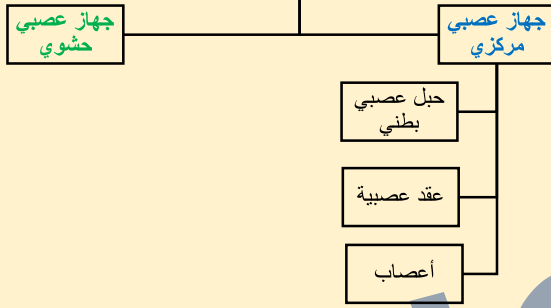 جهاز عصبي
مركزي
جهاز عصبي
حشوي
حبل عصبي
بطني
عقد عصبية
أعصاب